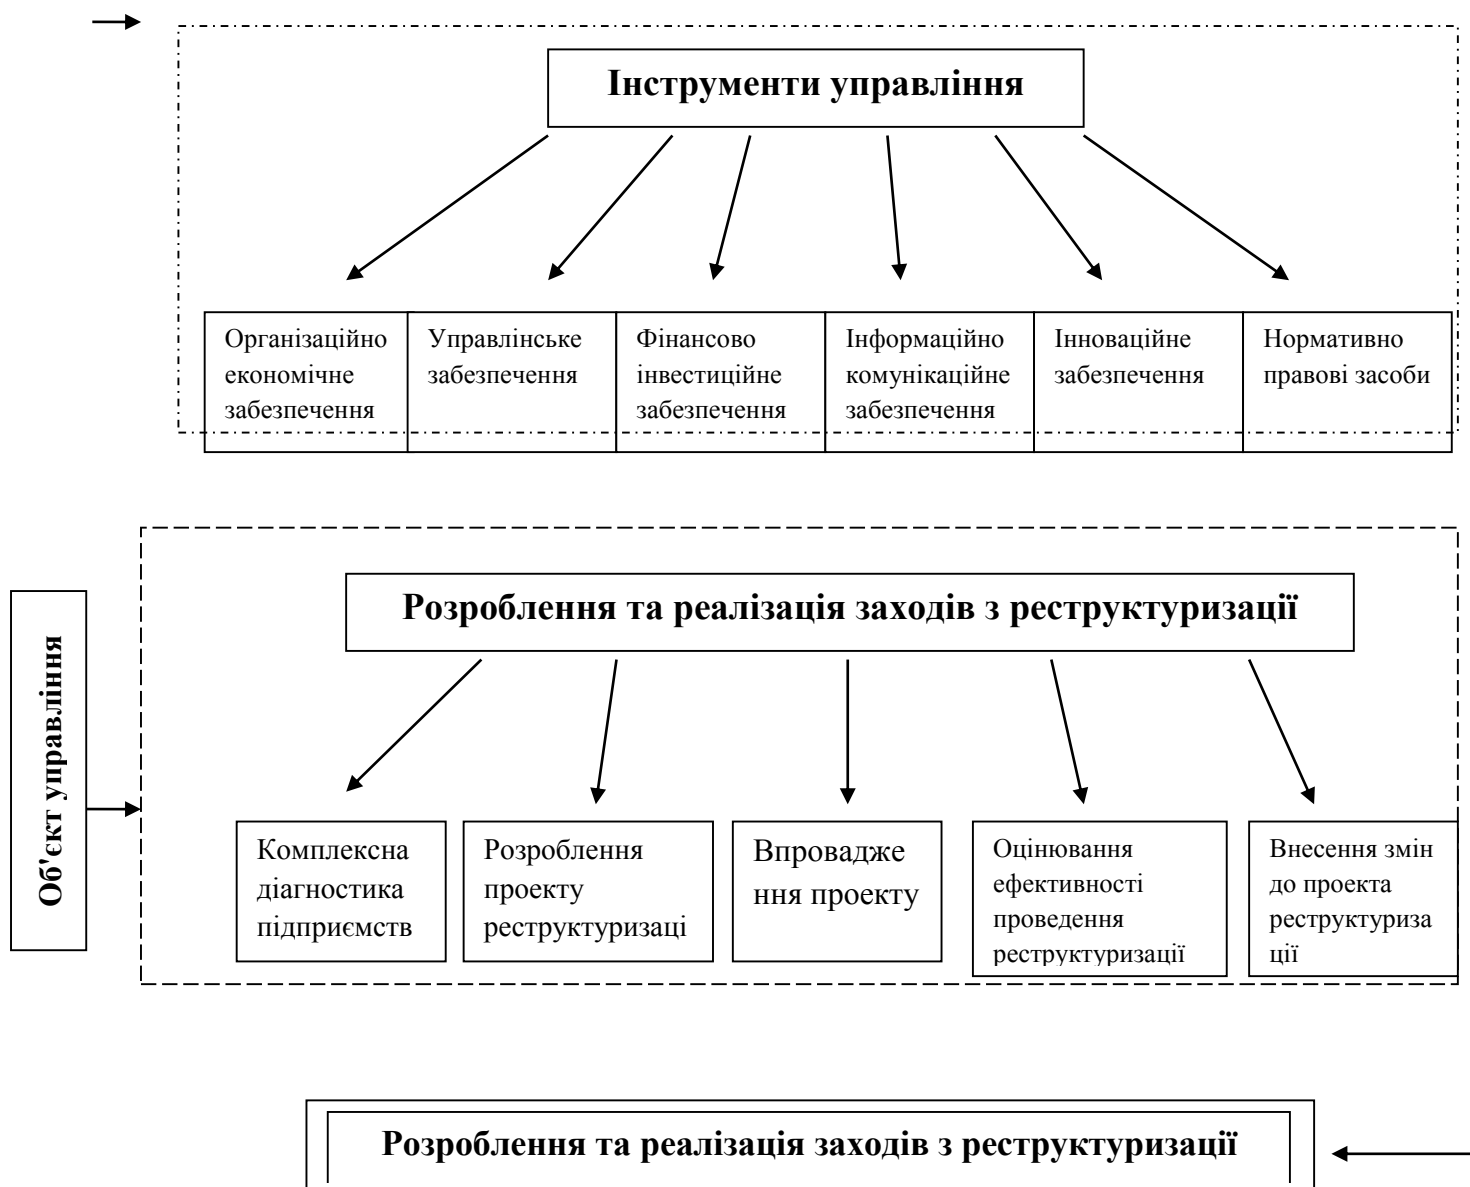 Інструменти управління
Організаційно
економічне
забезпечення
Управлінське
забезпечення
Фінансово
інвестиційне
забезпечення
Інформаційно
комунікаційне
забезпечення
Інноваційне
забезпечення
Нормативно
правові засоби
Об'єкт управління
Розроблення та реалізація заходів з реструктуризації
Комплексна
діагностика
підприємств
Розроблення
проекту
реструктуризаці
Впровадже
ння проекту
Оцінювання
ефективності
проведення
реструктуризації
Внесення змін
до проекта
реструктуриза
ції
Розроблення та реалізація заходів з реструктуризації